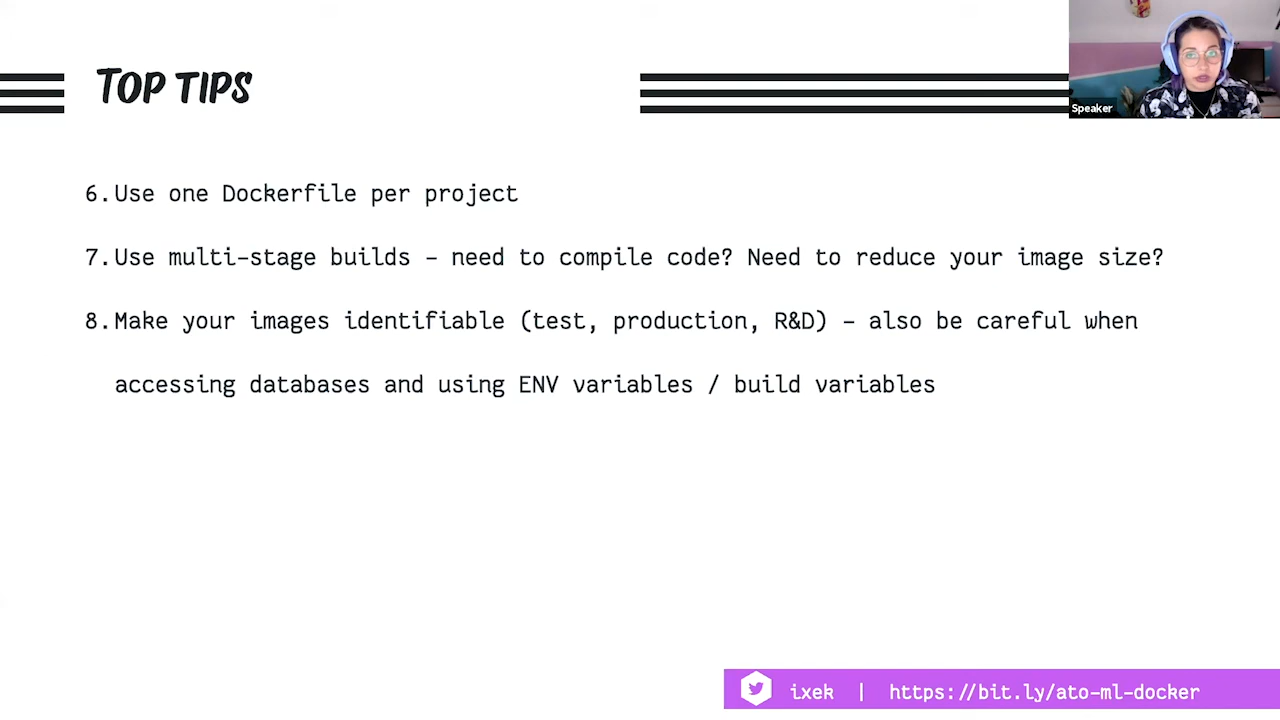 TOP TIPS
Speaker
6. Use one Dockerfile per project
7. Use multi-stage builds – need to compile code? Need to reduce your image size?
8. Make your images identifiable (test, production, R&D) – also be careful when
accessing databases and using ENV variables / build variables
ixek | https://bit.ly/ato-ml-docker